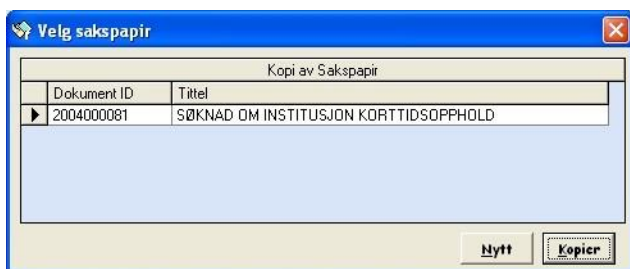 Velg sakspapir
Kopi av Sakspapir
Dokument ID Tittel
2004000081 SØKNAD OM INSTITUSJON KORTTIDSOPPHOLD
Nytt Kopier